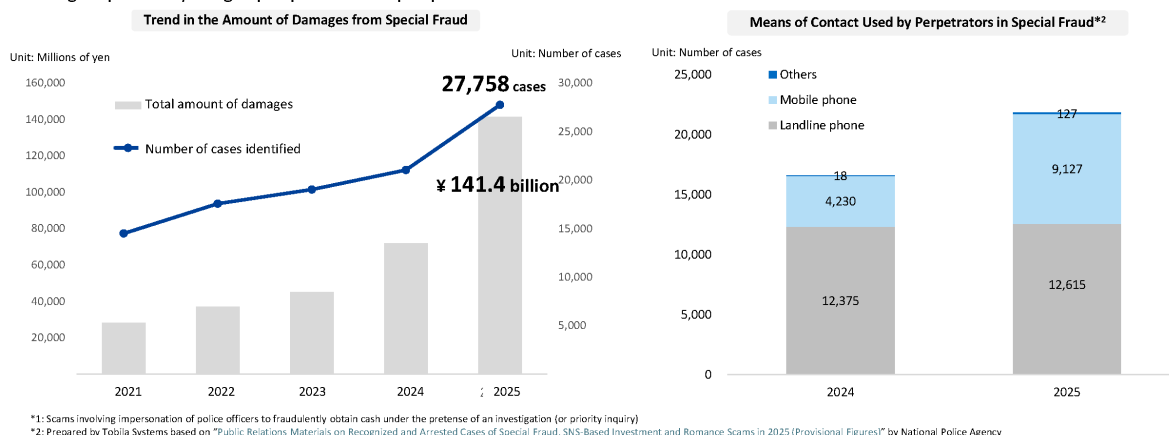 Trend in the Amount of Damages from Special Fraud
Unit: Millions of yen
Unit: Number of cases
160,000
140,000
120,000
100,000
80,000
60,000
40,000
20,000
30,000
25,000
20,000
15,000
10,000
5,000
Total amount of damages
Number of cases identified
27,758 cases
¥ 141.4 billion
2021
2022
2023
2024
2025
Means of Contact Used by Perpetrators in Special Fraud*2
Unit: Number of cases
25,000
20,000
15,000
10,000
5,000
0
Others
Mobile phone
Landline phone
18
4,230
12,375
127
9,127
12,615
2024
2025
*1: Scams involving impersonation of police officers to fraudulently obtain cash under the pretense of an investigation (or priority inquiry)
*2: Prepared by Tobila Systems based on “Public Relations Materials on Recognized and Arrested Cases of Special Fraud, SNS-Based Investment and Romance Scams in 2025 (Provisional Figures)” by National Police Agency